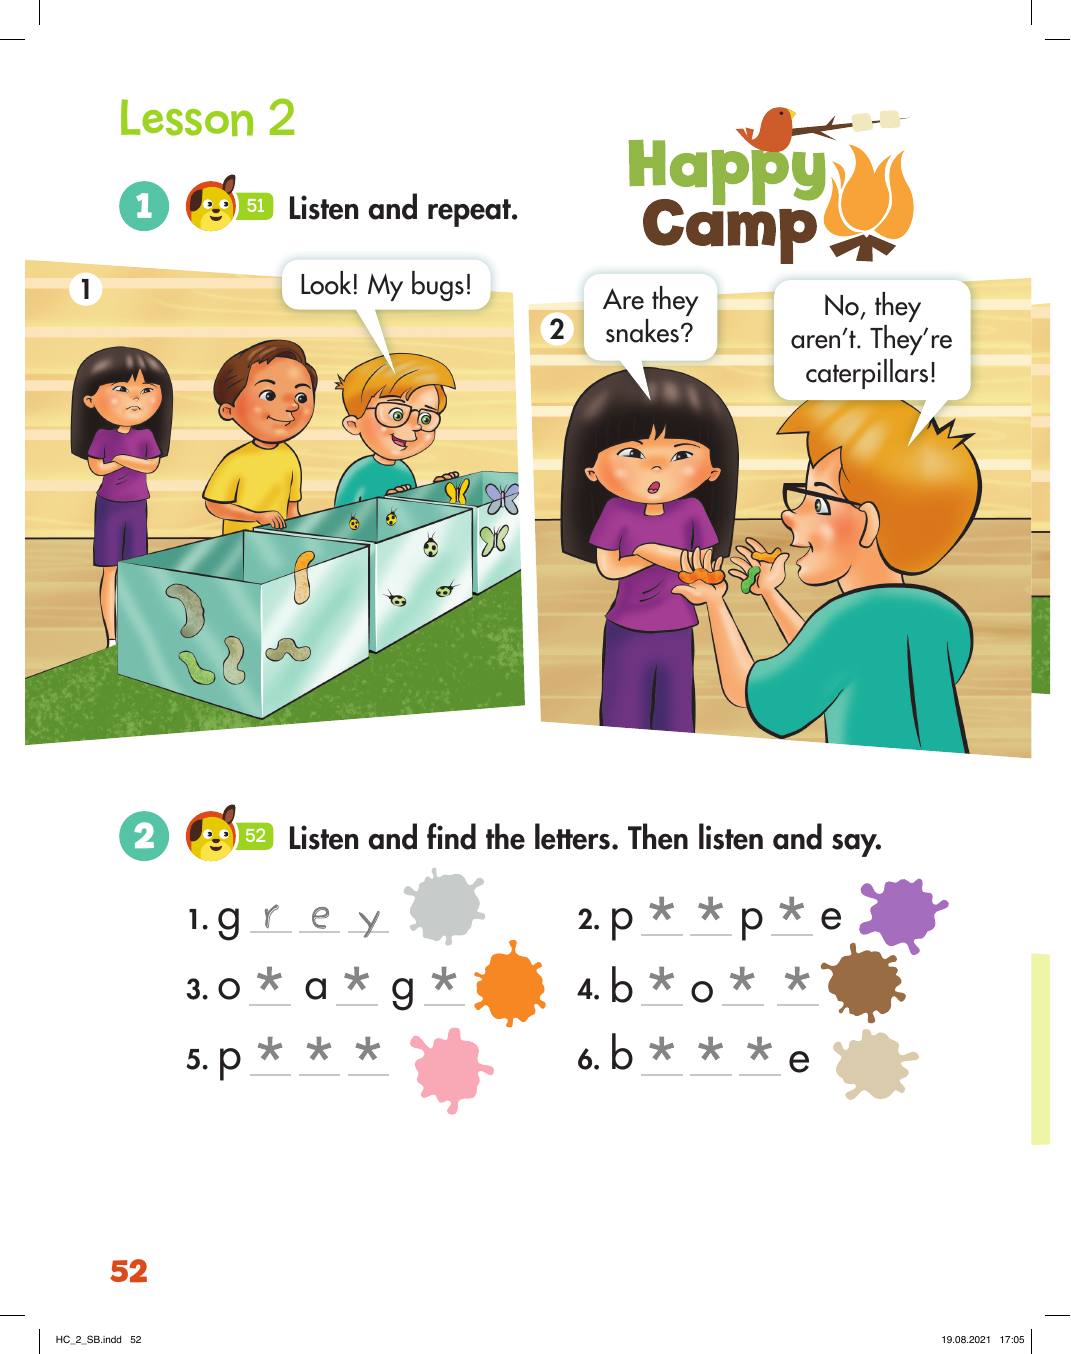 Lesson 2
Happy
Camp
1 51 Listen and repeat.
1
Look! My bugs!
2
Are they
snakes?
No, they
aren't. They're
caterpillars!
2 52 Listen and find the letters. Then listen and say.
1. g r e y
2. p * * p * e
3. o * a * g *
4. b * o * *
5. p * * *
6. b * * * e
52
HC_2_SB.indd 52
19.08.2021 17:05